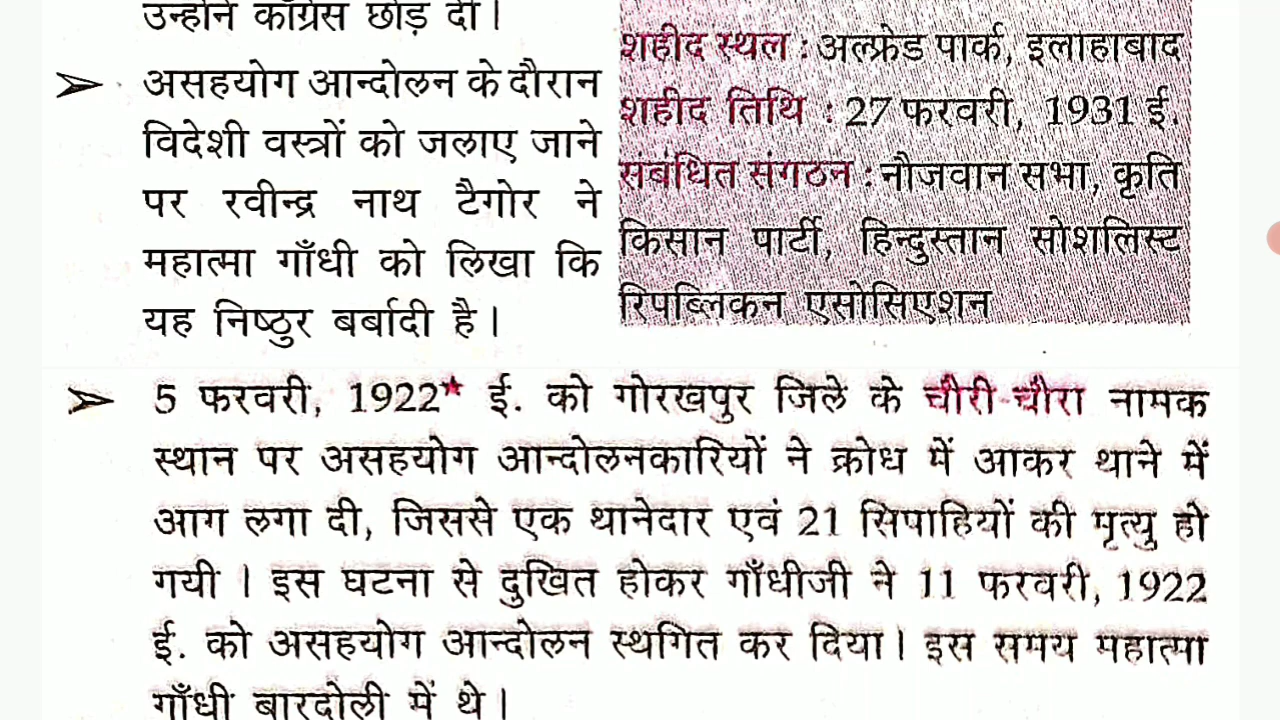 उन्होंने काँग्रेस छोड़ दी।
➢ असहयोग आन्दोलन के दौरान
विदेशी वस्त्रों को जलाए जाने
पर रवीन्द्र नाथ टैगोर ने
महात्मा गाँधी को लिखा कि
यह निष्ठुर बर्बादी है।
शहीद स्थल : अल्फ्रेड पार्क, इलाहाबाद
शहीद तिथि : 27 फरवरी, 1931 ई.
संबंधित संगठन : नौजवान सभा, कृति
किसान पार्टी, हिन्दुस्तान सोशलिस्ट
रिपब्लिकन एसोसिएशन
➢ 5 फरवरी, 1922★ ई. को गोरखपुर जिले के चौरी-चौरा नामक
स्थान पर असहयोग आन्दोलनकारियों ने क्रोध में आकर थाने में
आग लगा दी, जिससे एक थानेदार एवं 21 सिपाहियों की मृत्यु हो
गयी। इस घटना से दुखित होकर गाँधीजी ने 11 फरवरी, 1922
ई. को असहयोग आन्दोलन स्थगित कर दिया। इस समय महात्मा
गाँधी बारदोली में थे।